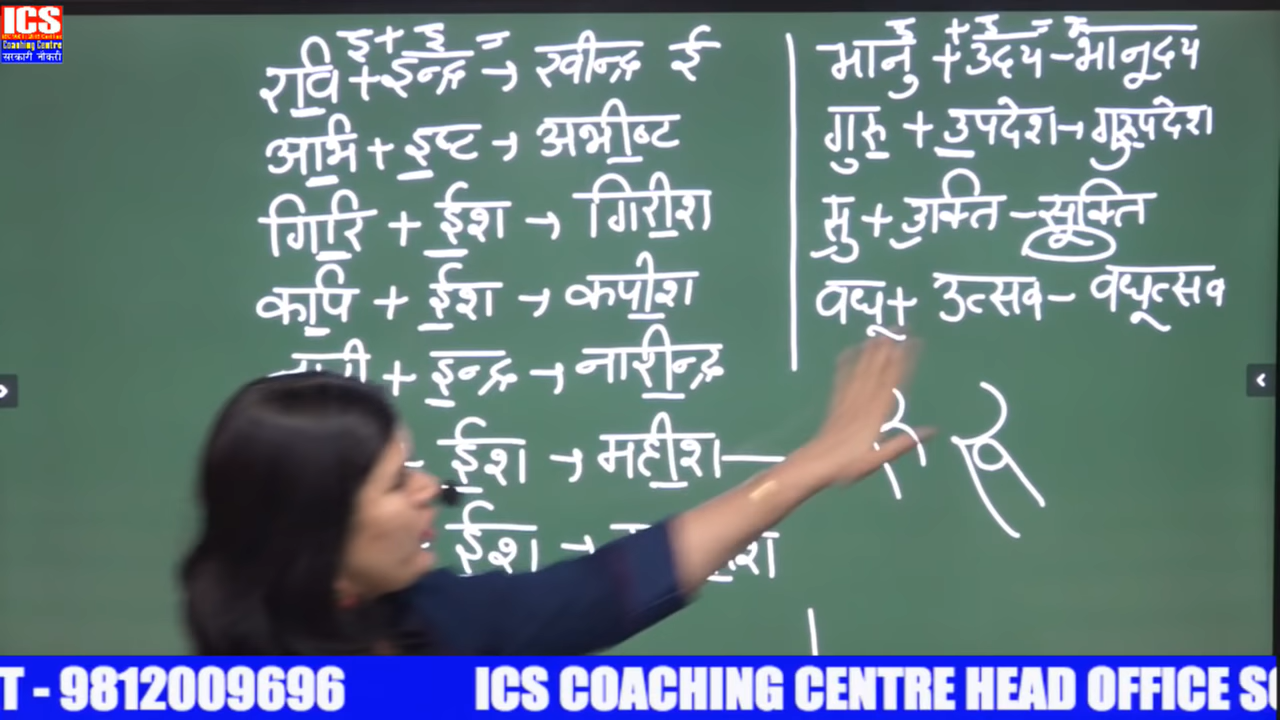 ICS
Coaching Centre
सरकारी नौकरी
इ + इ = ई
रवि + इन्द्र → रवीन्द्र
अभि + इष्ट → अभीष्ट
गिरि + ईश → गिरीश
कपि + ईश → कपीश
+ इन्द्र → नारीन्द्र
ईश → महीश —
ईश →
भानु + उदय – भानूदय
गुरु + उपदेश → गुरूपदेश
सु + उक्ति – सूक्ति
वधू + उत्सव – वधूत्सव
T - 9812009696 ICS COACHING CENTRE HEAD OFFICE